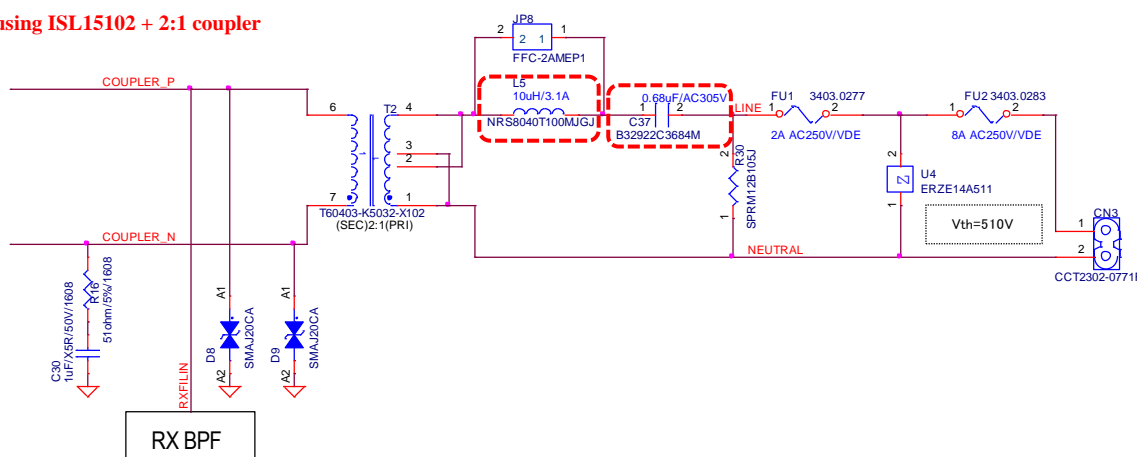 using ISL15102 + 2:1 coupler
JP8
2 2 1 1
FFC-2AMEP1
COUPLER_P
L5
10uH/3.1A
NRS8040T100MJGJ
0.68uF/AC305V
1 2
C37
B32922C3684M
LINE
FU1 3403.0277
1 2
2A AC250V/VDE
FU2 3403.0283
1 2
8A AC250V/VDE
6 T2 4
3
2
7 1
T60403-K5032-X102
(SEC)2:1(PRI)
2
R30
SPRM12B105J
1
2
U4
ERZE14A511
1
Vth=510V
CN3
1
2
CCT2302-0771
COUPLER_N
NEUTRAL
R16
51ohm/5%/1608
C30
1uF/X5R/50V/1608
A1
D8
SMAJ20CA
A2
A1
D9
SMAJ20CA
A2
RXFILIN
RX BPF